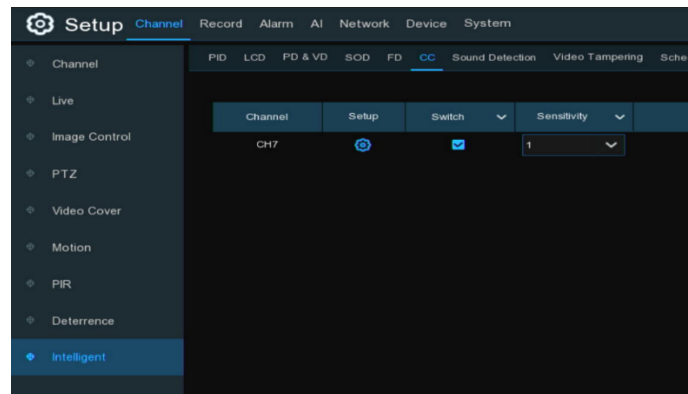 Setup Channel Record Alarm AI Network Device System
PID LCD PD & VD SOD FD CC Sound Detection Video Tampering
Channel
Live
Image Control
PTZ
Video Cover
Motion
PIR
Deterrence
Intelligent
Channel Setup Switch Sensitivity
CH7 1